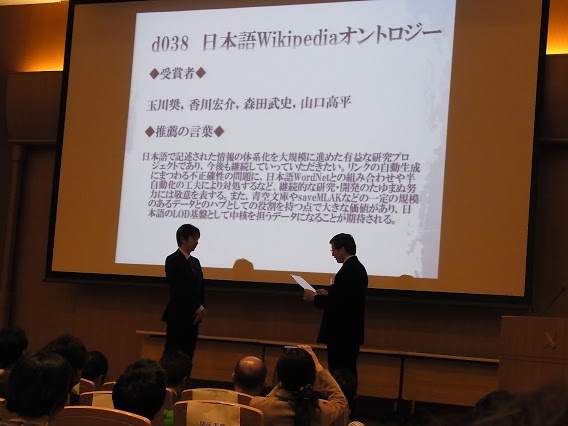 d038 日本語Wikipediaオントロジー
◆受賞者◆
玉川奨, 香川宏介, 森田武史, 山口高平
◆推薦の言葉◆
日本語で記述された情報の体系化を大規模に進めた有益な研究プロ
ジェクトであり、今後も継続していっていただきたい。リンクの自動生成
にまつわる不正確性の問題に、日本語WordNetとの組み合わせや半
自動化の工夫により対処するなど、継続的な研究・開発のたゆまぬ努
力には敬意を表する。また、青空文庫やsaveMLAKなどの一定の規模
のあるデータとのハブとしての役割を持つ点で大きな価値があり、日
本語のLOD基盤として中核を担うデータになることが期待される。